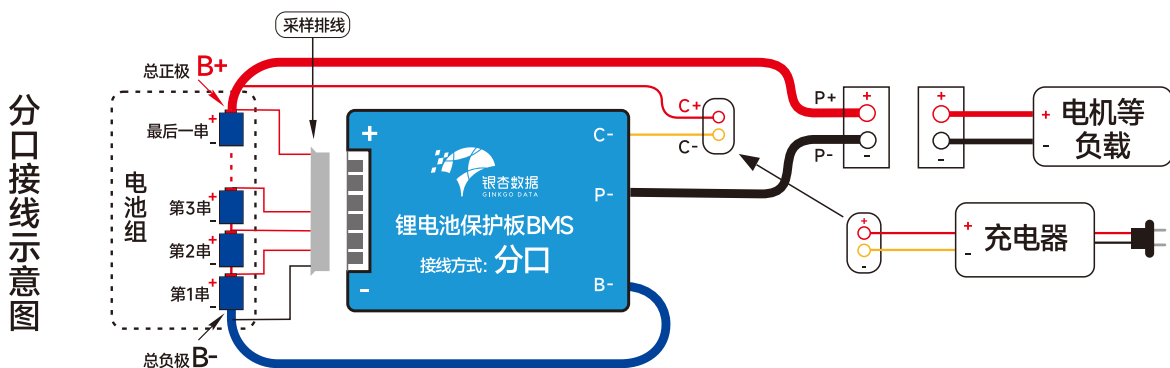 分口接线示意图
采样排线
总正极 B+
电池组
最后一串
+
-
第3串
+
-
第2串
+
-
第1串
+
-
总负极 B-
+
-
银杏数据
GINKGO DATA
锂电池保护板BMS
接线方式：分口
C-
P-
B-
C+
C-
P+
P-
+
-
+
-
+
-
电机等
负载
+
-
+
-
充电器